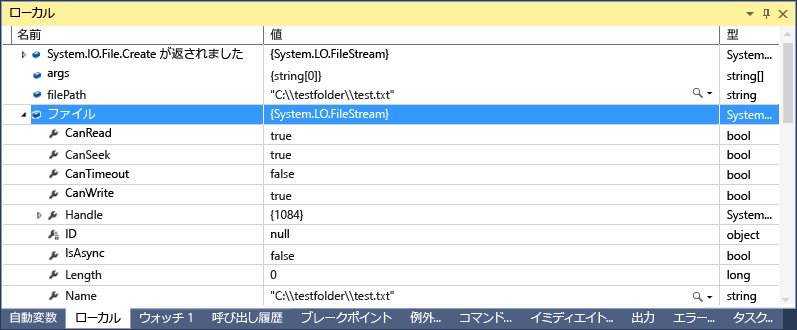 ローカル
名前 値 型
System.IO.File.Create が返されました {System.LO.FileStream} System...
args {string[0]} string[]
filePath "C:\\testfolder\\test.txt" string
ファイル {System.LO.FileStream} System...
CanRead true bool
CanSeek true bool
CanTimeout false bool
CanWrite true bool
Handle {1084} System...
ID null object
IsAsync false bool
Length 0 long
Name "C:\\testfolder\\test.txt" string
自動変数 ローカル ウォッチ 1 呼び出し履歴 ブレークポイント 例外... コマンド... イミディエイト... 出力 エラー... タスク...